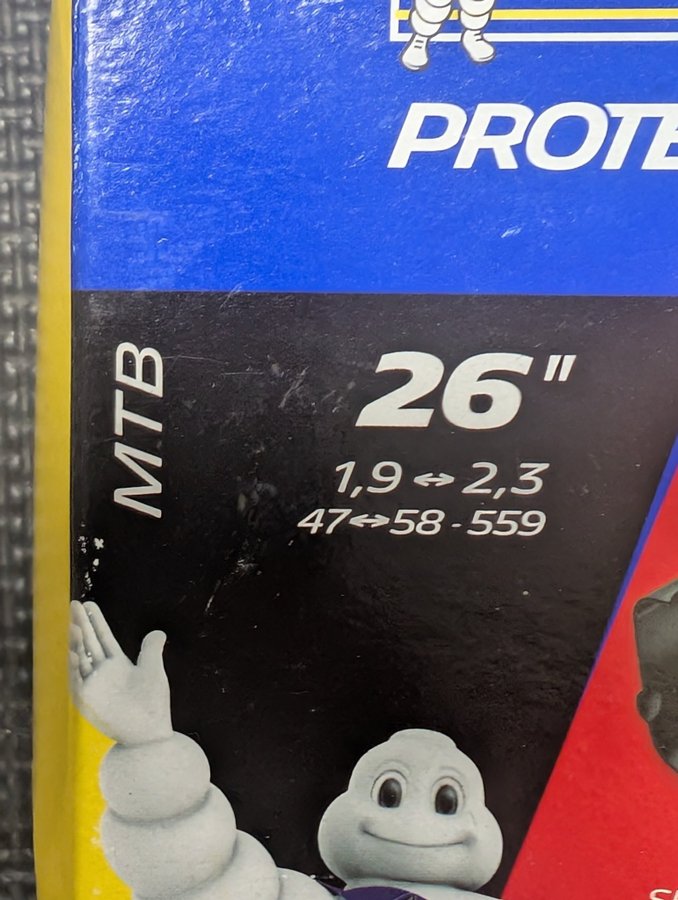 PROTE
MTB
26"
1,9 ↔ 2,3
47↔58 - 559